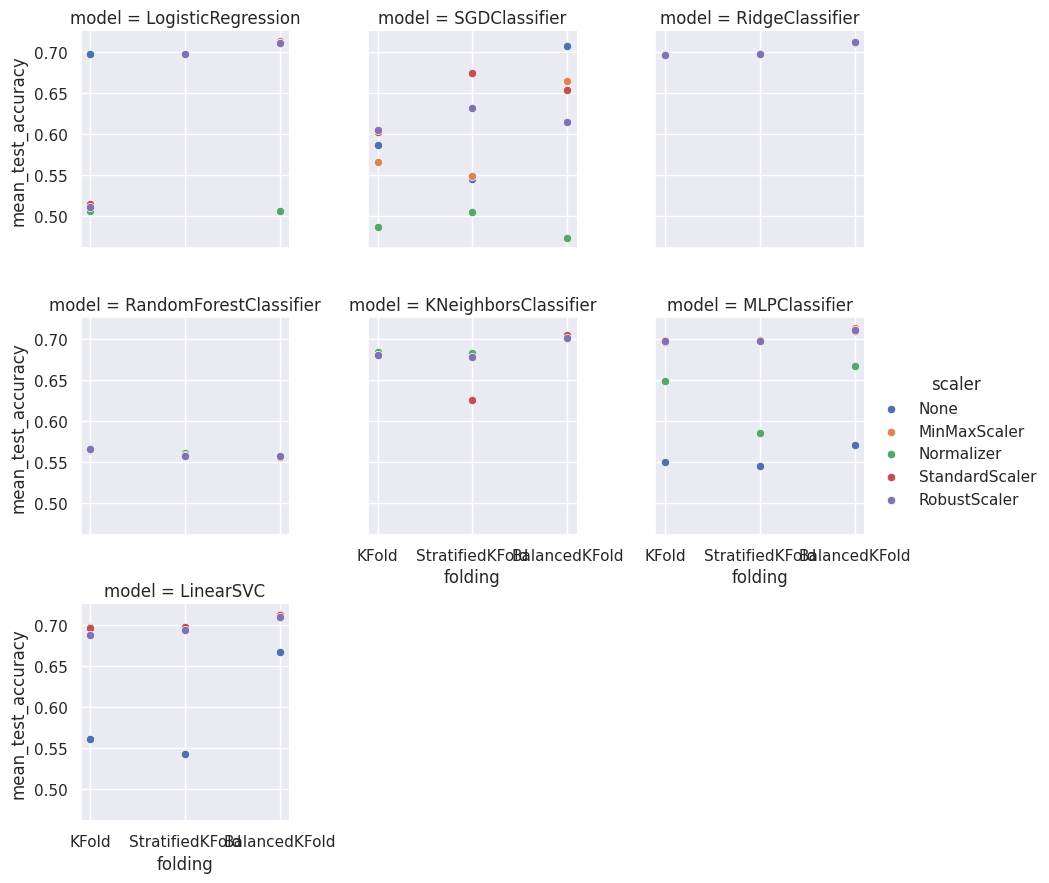 model = LogisticRegression
model = SGDClassifier
model = RidgeClassifier
0.70
0.65
0.60
0.55
0.50
mean_test_accuracy
model = RandomForestClassifier
model = KNeighborsClassifier
model = MLPClassifier
0.70
0.65
0.60
0.55
0.50
mean_test_accuracy
KFold
StratifiedKFold
BalancedKFold
folding
KFold
StratifiedKFold
BalancedKFold
folding
scaler
None
MinMaxScaler
Normalizer
StandardScaler
RobustScaler
model = LinearSVC
0.70
0.65
0.60
0.55
0.50
mean_test_accuracy
KFold
StratifiedKFold
BalancedKFold
folding